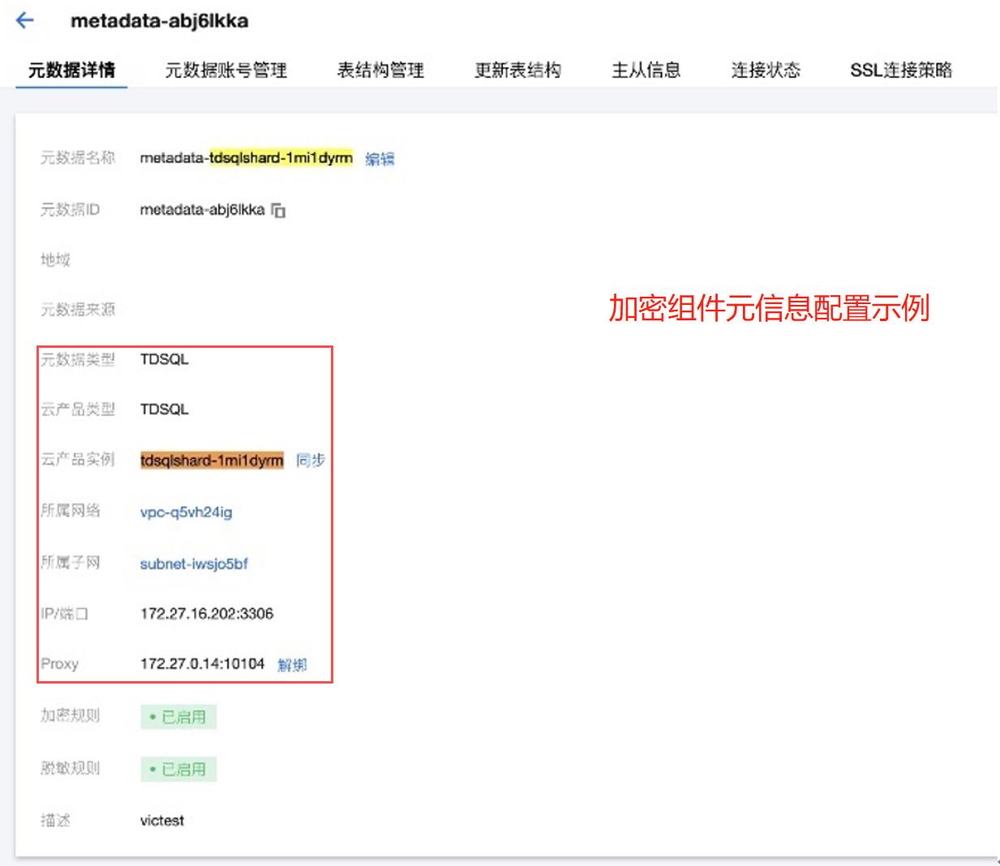 metadata-abj6lkka
元数据详情 元数据账号管理 表结构管理 更新表结构 主从信息 连接状态 SSL连接策略
元数据名称 metadata-tdsqlshard-1mi1dyrm 编辑
元数据ID metadata-abj6lkka
地域
元数据来源
加密组件元信息配置示例
元数据类型 TDSQL
云产品类型 TDSQL
云产品实例 tdsqlshard-1mi1dyrm 同步
所属网络 vpc-q5vh24ig
所属子网 subnet-iwsjo5bf
IP/端口 172.27.16.202:3306
Proxy 172.27.0.14:10104 解绑
加密规则 • 已启用
脱敏规则 • 已启用
描述 victest